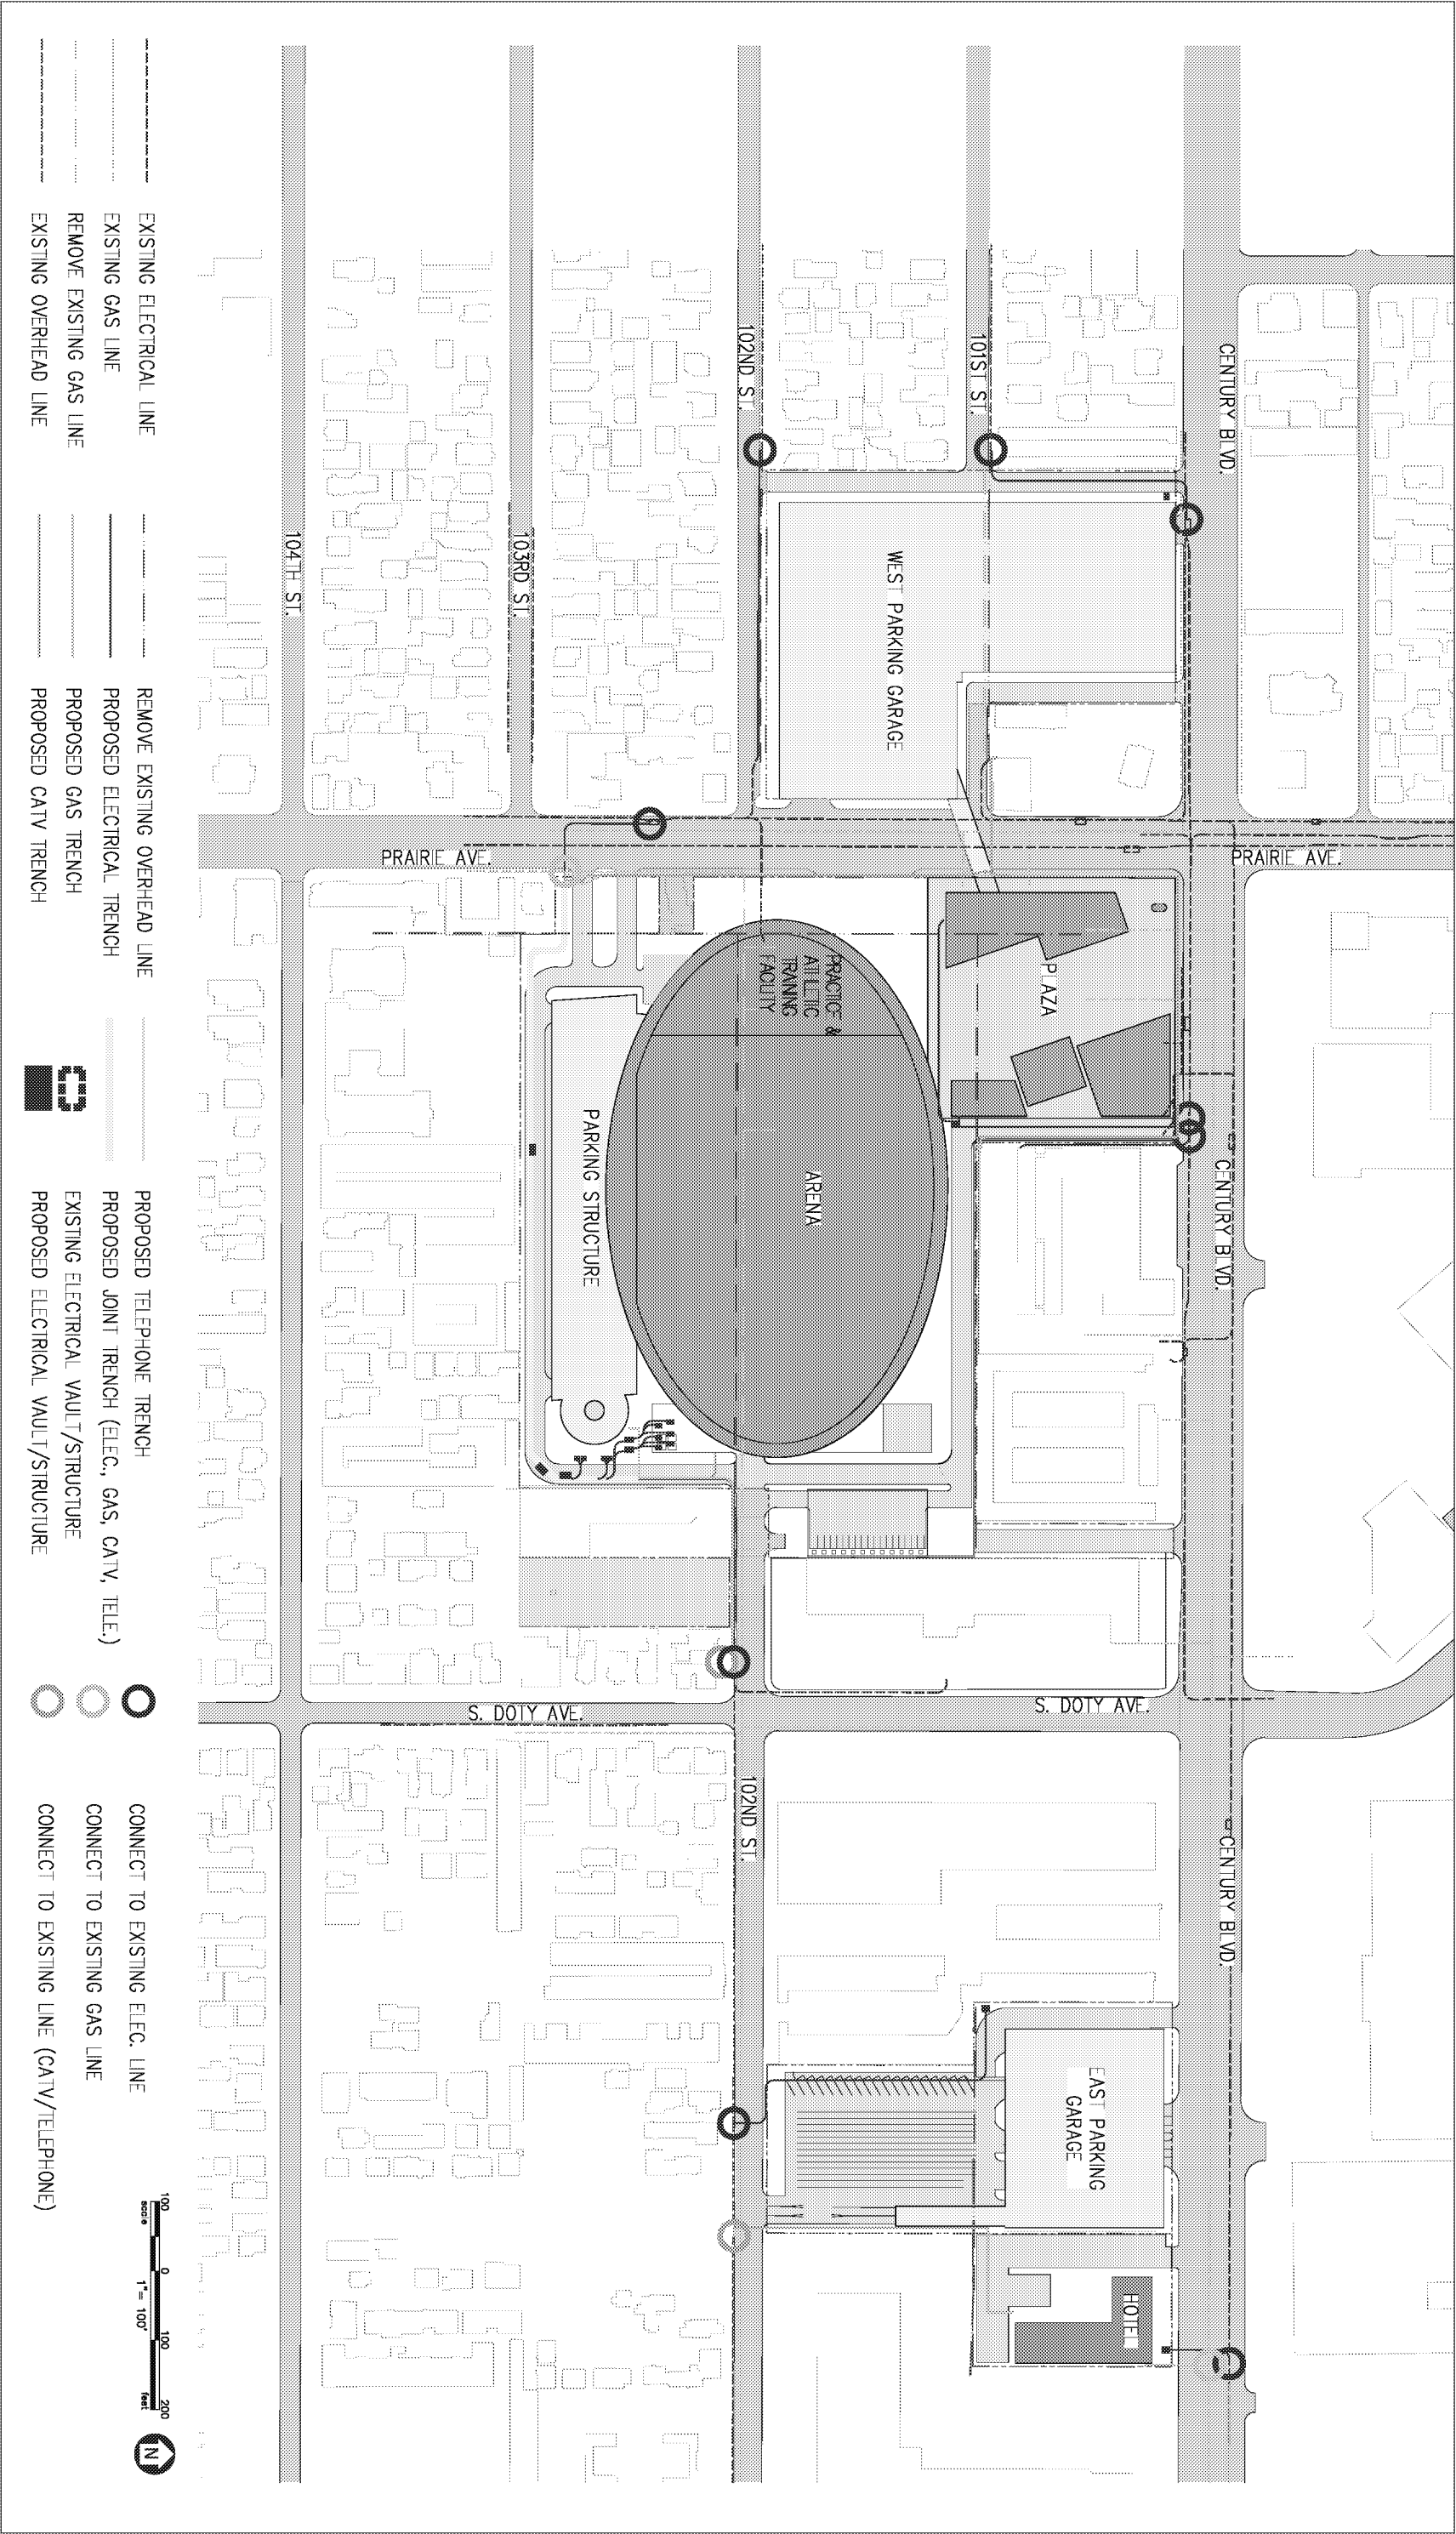 CENTURY BLVD.
CENTURY BLVD.
CENTURY BLVD.
PRAIRIE AVE.
S. DOTY AVE.
101ST ST.
PLAZA
EAST PARKING
GARAGE
HOTEL
WEST PARKING GARAGE
PRACTICE &
ATHLETIC
TRAINING
FACILITY
ARENA
102ND ST.
102ND ST.
PARKING STRUCTURE
103RD ST.
PRAIRIE AVE.
S. DOTY AVE.
104TH ST.
EXISTING ELECTRICAL LINE
EXISTING GAS LINE
REMOVE EXISTING GAS LINE
EXISTING OVERHEAD LINE
REMOVE EXISTING OVERHEAD LINE
PROPOSED ELECTRICAL TRENCH
PROPOSED GAS TRENCH
PROPOSED CATV TRENCH
PROPOSED TELEPHONE TRENCH
PROPOSED JOINT TRENCH (ELEC., GAS, CATV, TELE.)
EXISTING ELECTRICAL VAULT/STRUCTURE
PROPOSED ELECTRICAL VAULT/STRUCTURE
CONNECT TO EXISTING ELEC. LINE
CONNECT TO EXISTING GAS LINE
CONNECT TO EXISTING LINE (CATV/TELEPHONE)
100 0 100 200
scale 1"= 100' feet
N